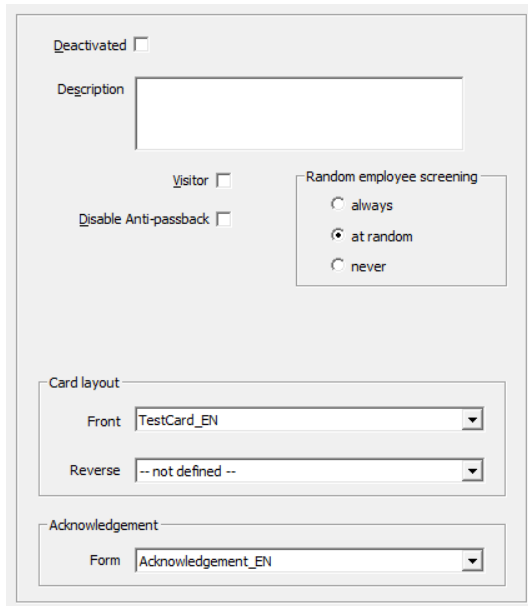 Deactivated
Description
Visitor
Disable Anti-passback
Random employee screening
always
at random
never
Card layout
Front TestCard_EN
Reverse -- not defined --
Acknowledgement
Form Acknowledgement_EN